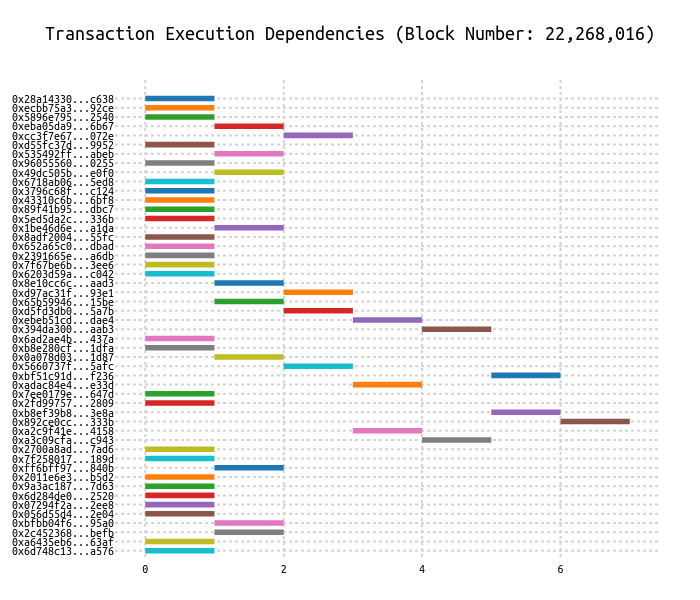 Transaction Execution Dependencies (Block Number: 22,268,016)
0x28a14330...c638
0xecbb75a3...92ce
0x5896e795...2540
0xeba05da9...6b67
0xcc3f7e67...072e
0xd55fc37d...9952
0x535492ff...abeb
0x96055560...0255
0x49dc505b...e0f0
0x6718ab06...5ed8
0x3796c68f...c124
0x43310c6b...6bf8
0x89f41b95...dbc7
0x5ed5da2c...336b
0x1be46d6e...a1da
0x8adf2004...55fc
0x652a65c0...dbad
0x2391665e...a6db
0x7f67be6b...3ee6
0x6203d59a...c042
0x8e10cc6c...aad3
0xd97ac31f...93e1
0x65b59946...15be
0xd5fd3db0...5a7b
0xebeb51cd...dae4
0x394da300...aab3
0x6ad2ae4b...437a
0xb8e280cf...1dfa
0x0a078d03...1d87
0x5660737f...5afc
0xbf51c91d...f236
0xadac84e4...e33d
0x7ee0179e...647d
0x2fd99757...2809
0xb8ef39b8...3e8a
0x892ce0cc...333b
0xa2c9f41e...4158
0xa3c09cfa...c943
0x2700a8ad...7ad6
0x7f258017...189d
0xff6bff97...840b
0x2011e6e3...b5d2
0x9a3ac187...7d63
0x6d284de0...2520
0x07294f2a...2ee8
0x056d55d4...2e04
0xbfbb04f6...95a0
0x2c452368...befb
0xa6435eb6...63af
0x6d748c13...a576
0 2 4 6